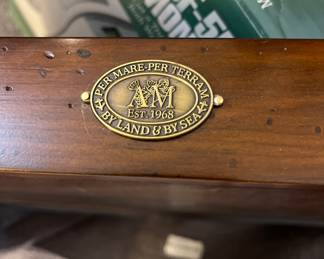 PER MARE-PER TERRAM
AM
EST. 1968
BY LAND & BY SEA